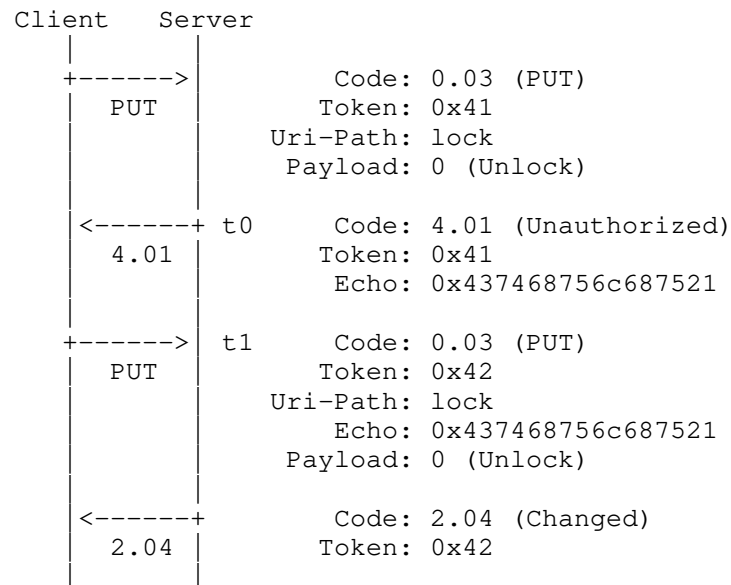 Client   Server
   |       |
   +------>|        Code: 0.03 (PUT)
   |  PUT  |       Token: 0x41
   |       |    Uri-Path: lock
   |       |     Payload: 0 (Unlock)
   |       |
   |<------+ t0     Code: 4.01 (Unauthorized)
   |  4.01 |       Token: 0x41
   |       |        Echo: 0x437468756c687521
   |       |
   +------>| t1     Code: 0.03 (PUT)
   |  PUT  |       Token: 0x42
   |       |    Uri-Path: lock
   |       |        Echo: 0x437468756c687521
   |       |     Payload: 0 (Unlock)
   |       |
   |<------+        Code: 2.04 (Changed)
   |  2.04 |       Token: 0x42
   |       |